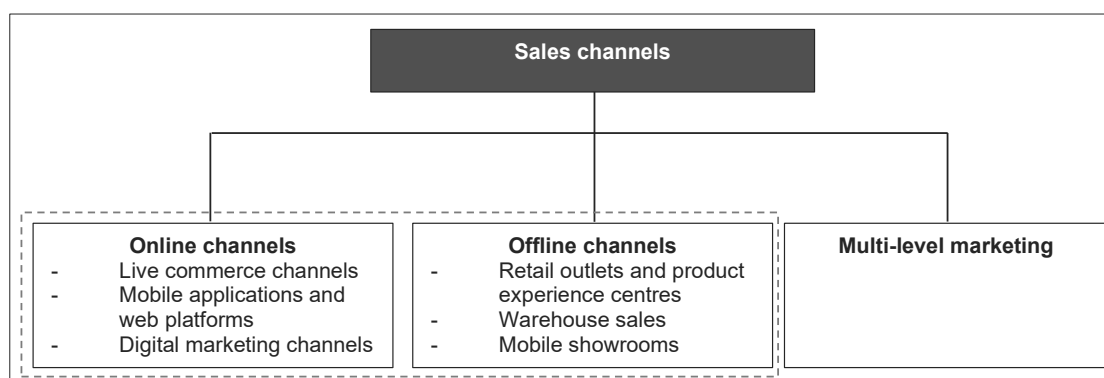 Sales channels
Online channels
- Live commerce channels
- Mobile applications and
web platforms
- Digital marketing channels
Offline channels
- Retail outlets and product
experience centres
- Warehouse sales
- Mobile showrooms
Multi-level marketing